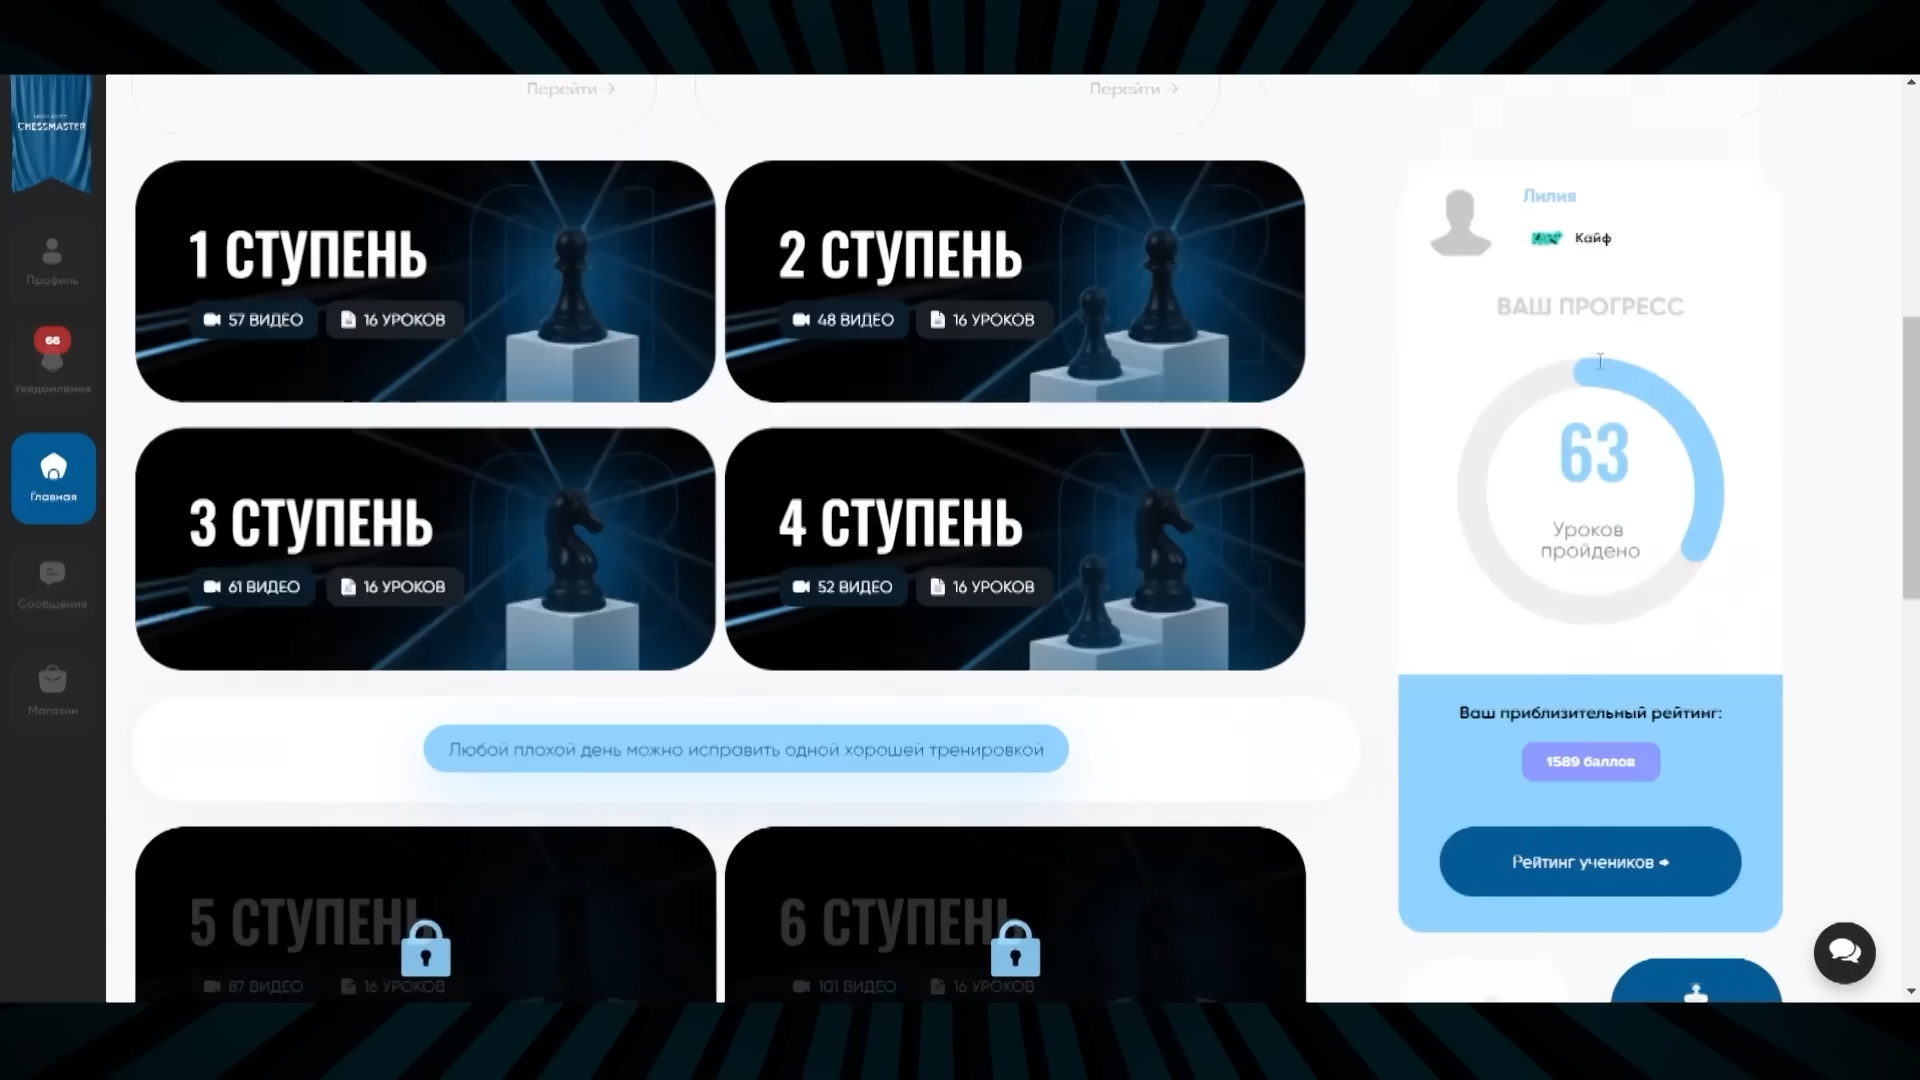 Перейти →
Перейти →
CHESSMASTER
Профиль
66
Уведомления
Главная
Сообщения
Магазин
1 СТУПЕНЬ
57 ВИДЕО
16 УРОКОВ
2 СТУПЕНЬ
48 ВИДЕО
16 УРОКОВ
3 СТУПЕНЬ
61 ВИДЕО
16 УРОКОВ
4 СТУПЕНЬ
52 ВИДЕО
16 УРОКОВ
Любой плохой день можно исправить одной хорошей тренировкой
5 СТУПЕНЬ
87 ВИДЕО
16 УРОКОВ
6 СТУПЕНЬ
101 ВИДЕО
16 УРОКОВ
Лилия
Кайф
ВАШ ПРОГРЕСС
63
Уроков
пройдено
Ваш приблизительный рейтинг:
1589 баллов
Рейтинг учеников →